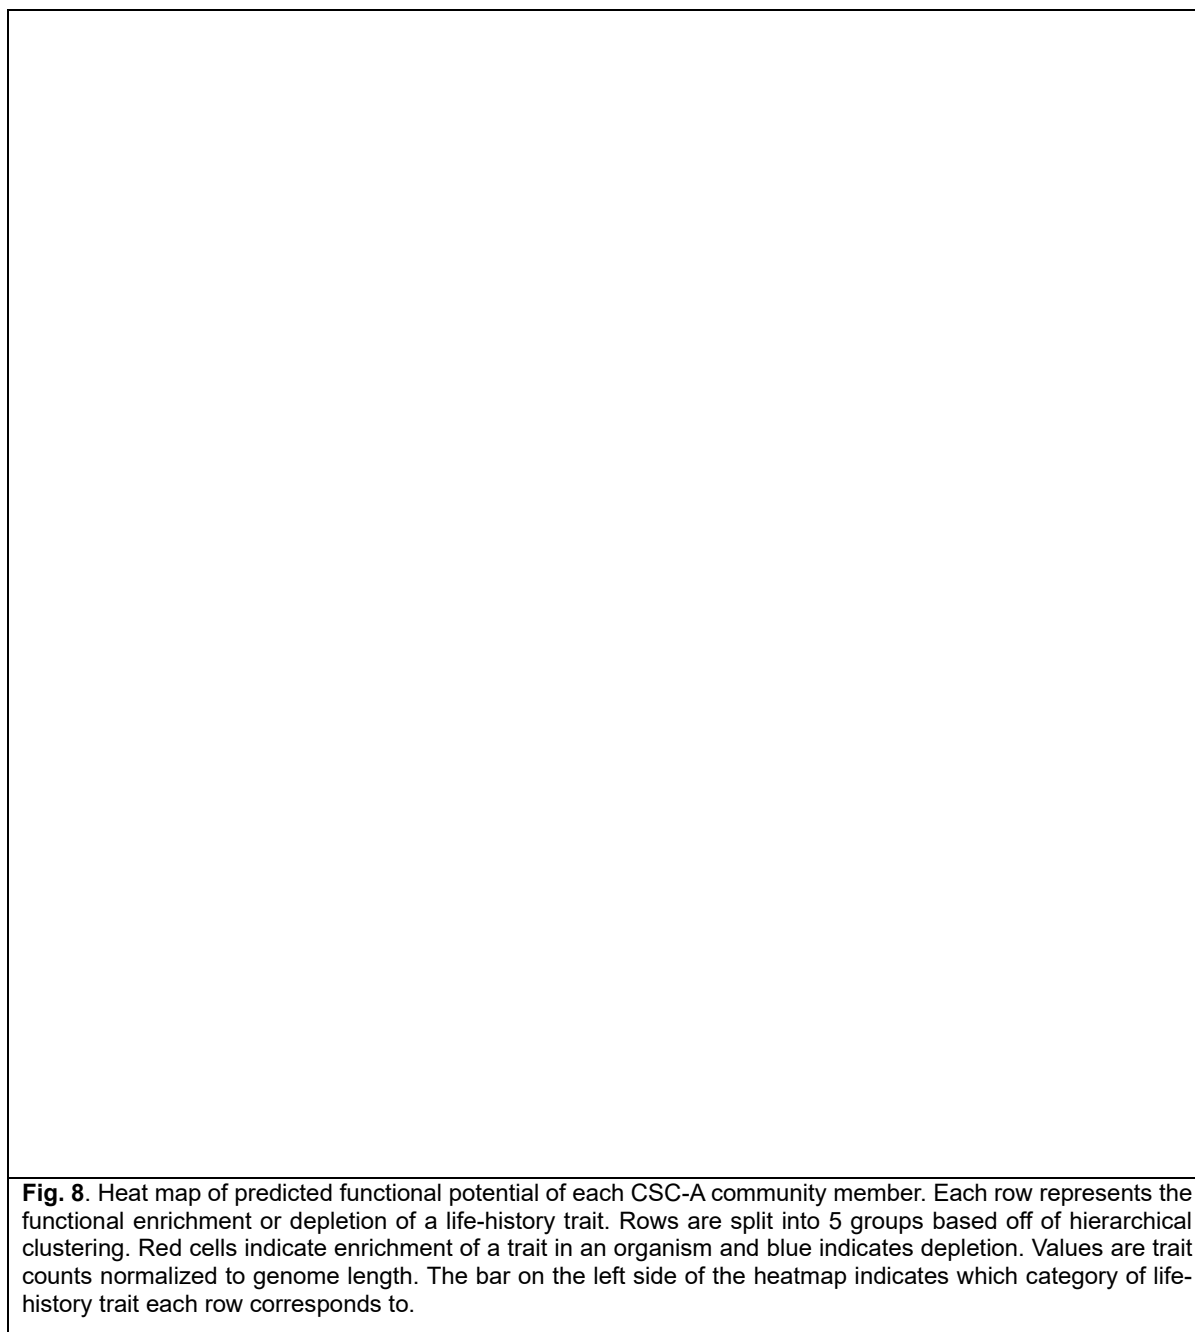 Fig. 8. Heat map of predicted functional potential of each CSC-A community member. Each row represents the
functional enrichment or depletion of a life-history trait. Rows are split into 5 groups based off of hierarchical
clustering. Red cells indicate enrichment of a trait in an organism and blue indicates depletion. Values are trait
counts normalized to genome length. The bar on the left side of the heatmap indicates which category of life-
history trait each row corresponds to.